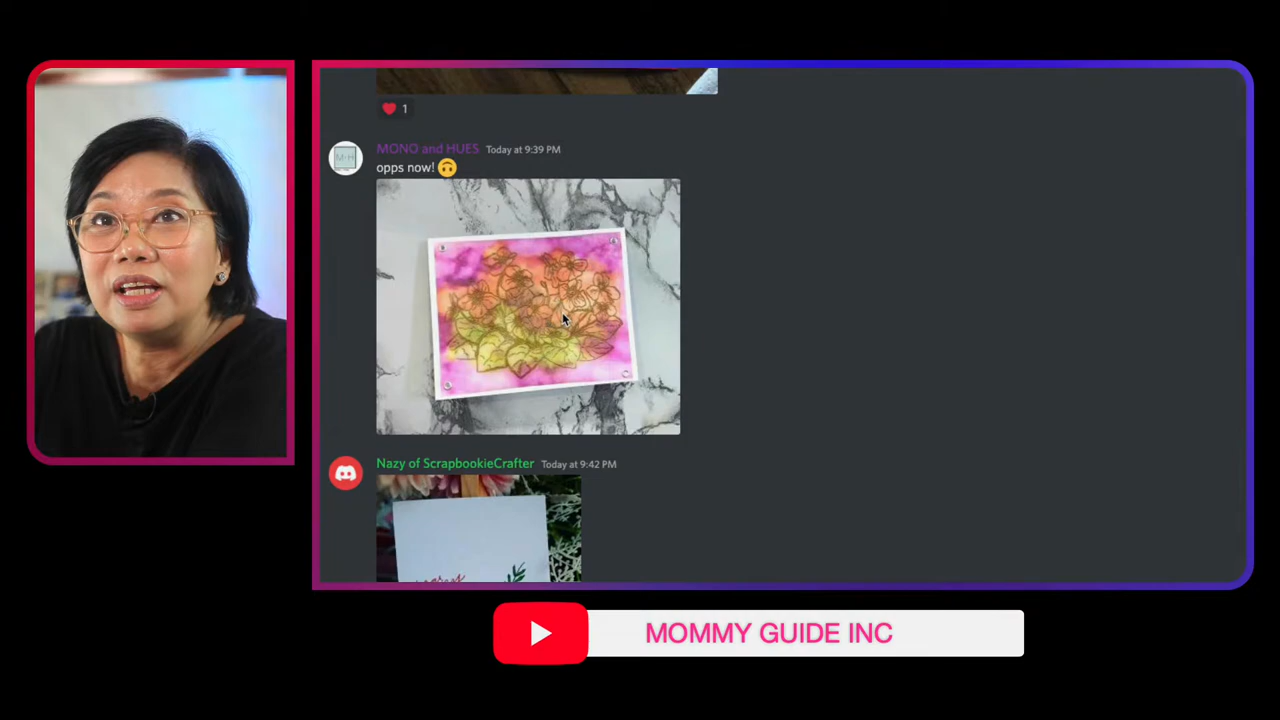 1
MONO and HUES Today at 9:39 PM
opps now!
Nazy of ScrapbookieCrafter Today at 9:42 PM
MOMMY GUIDE INC